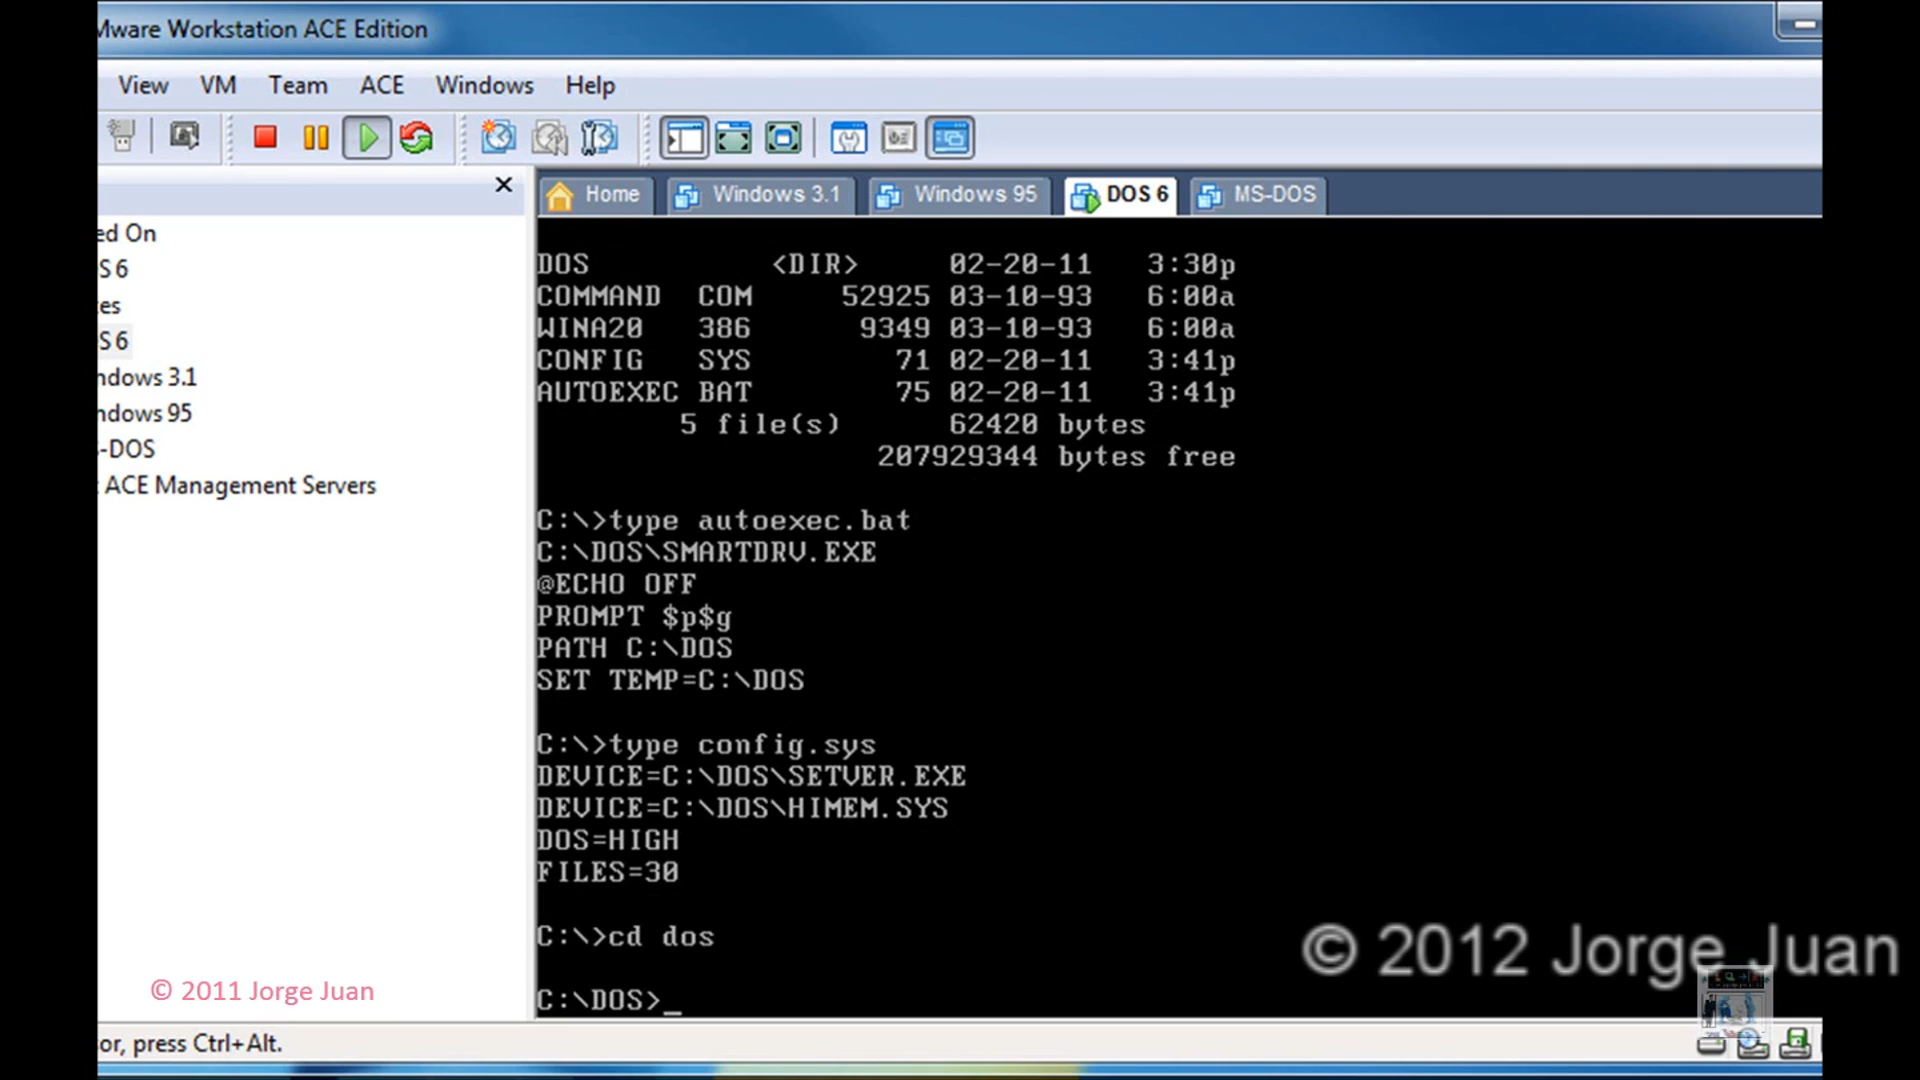 Mware Workstation ACE Edition
View VM Team ACE Windows Help
Home Windows 3.1 Windows 95 DOS 6 MS-DOS
ed On
S 6
es
S 6
ndows 3.1
ndows 95
-DOS
: ACE Management Servers
DOS <DIR> 02-20-11 3:30p
COMMAND COM 52925 03-10-93 6:00a
WINA20 386 9349 03-10-93 6:00a
CONFIG SYS 71 02-20-11 3:41p
AUTOEXEC BAT 75 02-20-11 3:41p
5 file(s) 62420 bytes
207929344 bytes free
C:\>type autoexec.bat
C:\DOS\SMARTDRV.EXE
@ECHO OFF
PROMPT $p$g
PATH C:\DOS
SET TEMP=C:\DOS
C:\>type config.sys
DEVICE=C:\DOS\SETVER.EXE
DEVICE=C:\DOS\HIMEM.SYS
DOS=HIGH
FILES=30
C:\>cd dos
C:\DOS>_
© 2012 Jorge Juan
© 2011 Jorge Juan
or, press Ctrl+Alt.